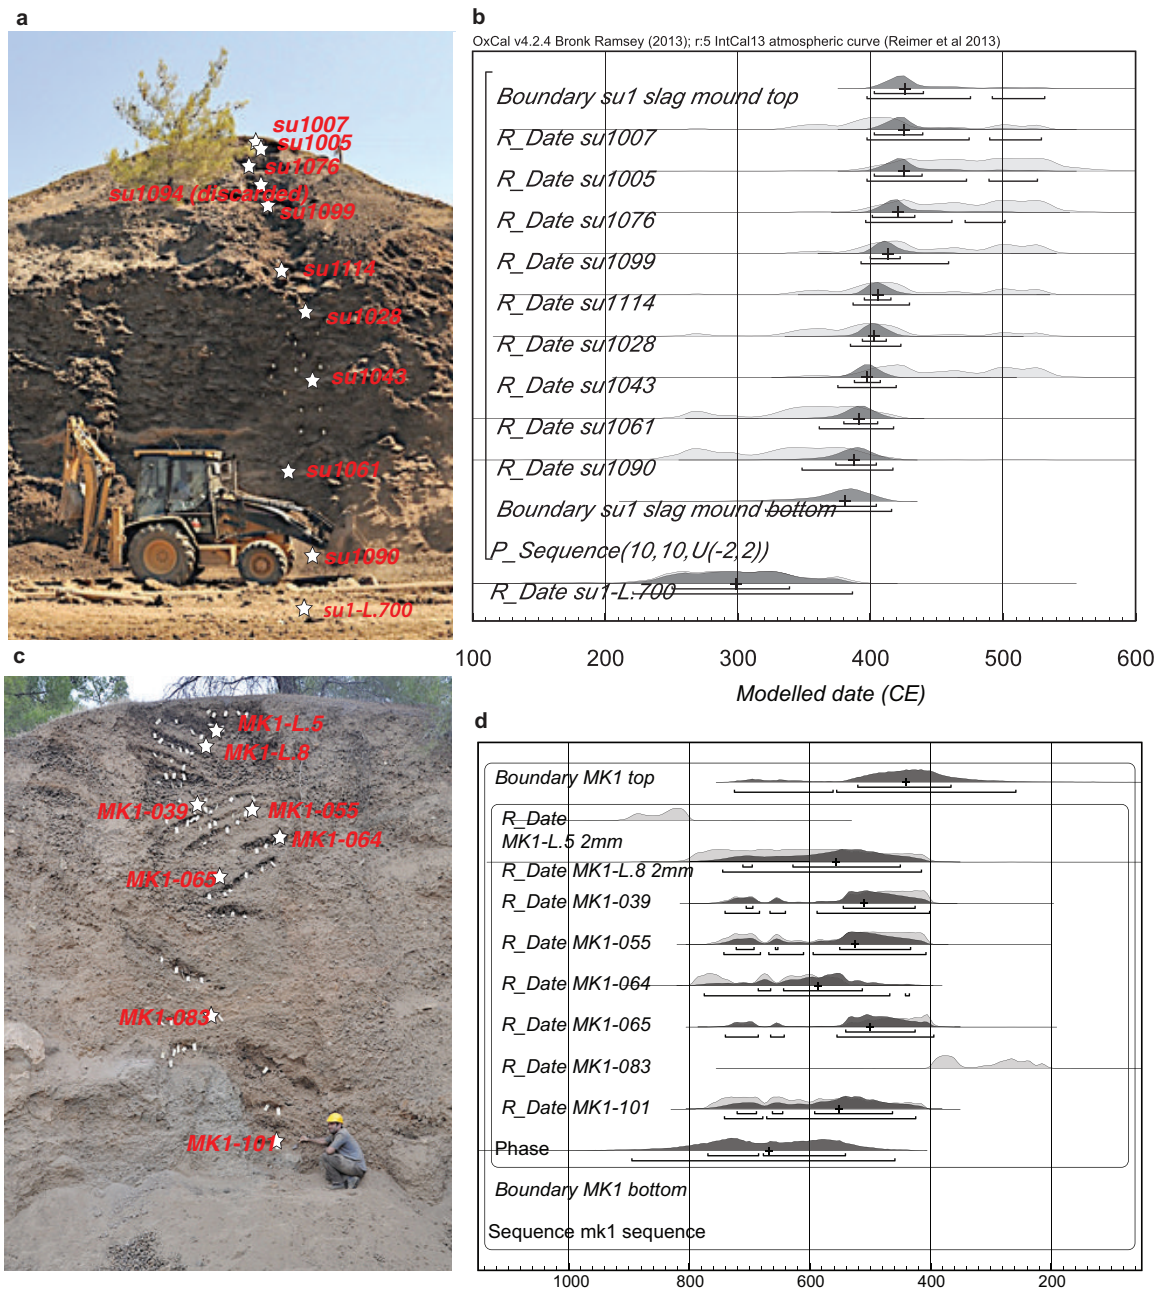 a
su1007
su1005
su1076
su1094 (discarded)
su1099
su1114
su1028
su1043
su1061
su1090
su1-L.700
b
OxCal v4.2.4 Bronk Ramsey (2013); r:5 IntCal13 atmospheric curve (Reimer et al 2013)
Boundary su1 slag mound top
R_Date su1007
R_Date su1005
R_Date su1076
R_Date su1099
R_Date su1114
R_Date su1028
R_Date su1043
R_Date su1061
R_Date su1090
Boundary su1 slag mound bottom
P_Sequence(10,10,U(-2,2))
R_Date su1-L.700
100 200 300 400 500 600
Modelled date (CE)
c
MK1-L.5
MK1-L.8
MK1-039
MK1-055
MK1-064
MK1-065
MK1-083
MK1-101
d
Boundary MK1 top
R_Date
MK1-L.5 2mm
R_Date MK1-L.8 2mm
R_Date MK1-039
R_Date MK1-055
R_Date MK1-064
R_Date MK1-065
R_Date MK1-083
R_Date MK1-101
Phase
Boundary MK1 bottom
Sequence mk1 sequence
1000 800 600 400 200